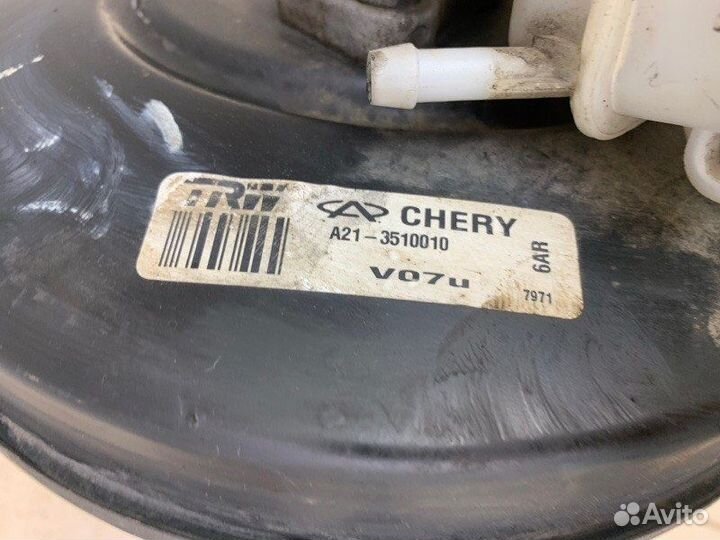 TRW
CHERY
A21-3510010
6AR
V07u
7971
Avito